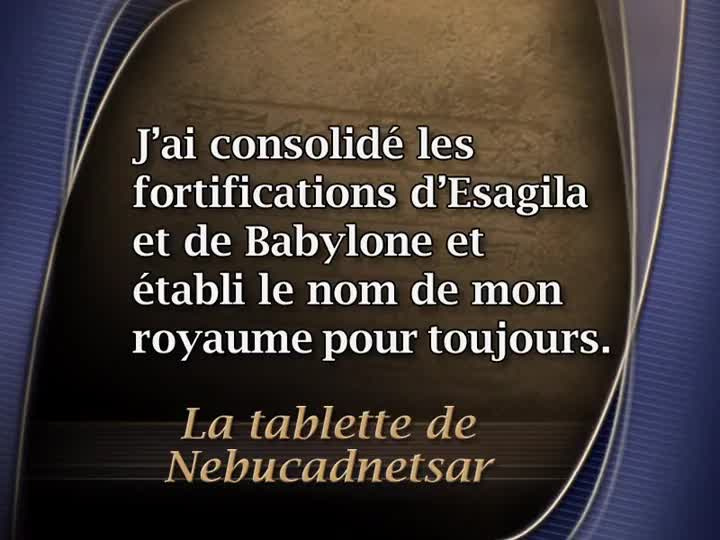 J’ai consolidé les
fortifications d’Esagila
et de Babylone et
établi le nom de mon
royaume pour toujours.
La tablette de
Nebucadnetsar